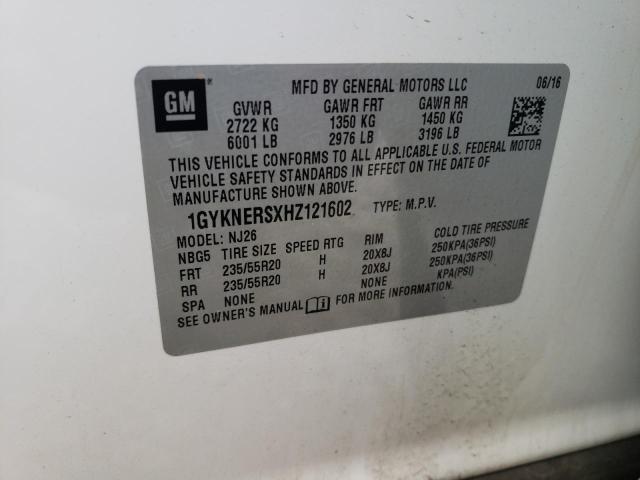 GM
MFD BY GENERAL MOTORS LLC 06/16
GVWR GAWR FRT GAWR RR
2722 KG 1350 KG 1450 KG
6001 LB 2976 LB 3196 LB
THIS VEHICLE CONFORMS TO ALL APPLICABLE U.S. FEDERAL MOTOR
VEHICLE SAFETY STANDARDS IN EFFECT ON THE DATE OF
MANUFACTURE SHOWN ABOVE.
1GYKNERSXHZ121602 TYPE: M.P.V.
MODEL: NJ26
NBG5 TIRE SIZE SPEED RTG RIM COLD TIRE PRESSURE
FRT 235/55R20 H 20X8J 250KPA(36PSI)
RR 235/55R20 H 20X8J 250KPA(36PSI)
SPA NONE NONE KPA(PSI)
SEE OWNER'S MANUAL FOR MORE INFORMATION.